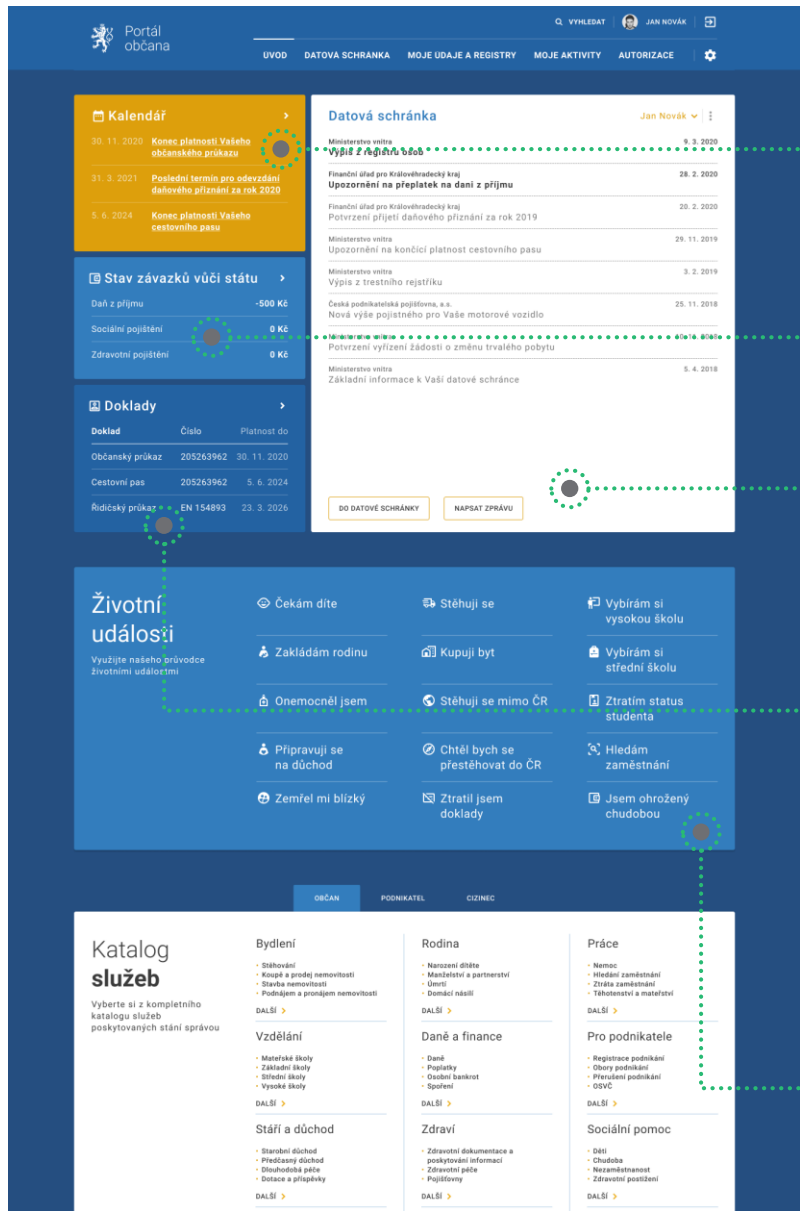 Portál
občana
VYHLEDAT
JAN NOVÁK
ÚVOD
DATOVÁ SCHRÁNKA
MOJE UDAJE A REGISTRY
MOJE AKTIVITY
AUTORIZACE
Kalendář
30. 11. 2020 Konec platnosti Vašeho
občanského průkazu
31. 3. 2021 Poslední termín pro odevzdání
daňového přiznání za rok 2020
5. 6. 2024 Konec platnosti Vašeho
cestovního pasu
Stav závazků vůči státu
Daň z příjmu -500 Kč
Sociální pojištění 0 Kč
Zdravotní pojištění 0 Kč
Doklady
Doklad Číslo Platnost do
Občanský průkaz 205263962 30. 11. 2020
Cestovní pas 205263962 5. 6. 2024
Řidičský průkaz EN 154893 23. 3. 2026
Datová schránka
Jan Novák
Ministerstvo vnitra 9. 3. 2020
Výpis z registru osob
Finanční úřad pro Královéhradecký kraj 28. 2. 2020
Upozornění na přeplatek na dani z příjmu
Finanční úřad pro Královéhradecký kraj 20. 2. 2020
Potvrzení přijetí daňového přiznání za rok 2019
Ministerstvo vnitra 29. 11. 2019
Upozornění na končící platnost cestovního pasu
Ministerstvo vnitra 3. 2. 2019
Výpis z trestního rejstříku
Česká podnikatelská pojišťovna, a.s. 25. 11. 2018
Nová výše pojistného pro Vaše motorové vozidlo
Ministerstvo vnitra
Potvrzení vyřízení žádosti o změnu trvalého pobytu
Ministerstvo vnitra 5. 4. 2018
Základní informace k Vaší datové schránce
DO DATOVÉ SCHRÁNKY
NAPSAT ZPRÁVU
Životní
události
Využijte našeho průvodce
životními událostmi
Čekám díte
Zakládám rodinu
Onemocněl jsem
Připravuji se
na důchod
Zemřel mi blízký
Stěhuji se
Kupuji byt
Stěhuji se mimo ČR
Chtěl bych se
přestěhovat do ČR
Ztratil jsem
doklady
Vybírám si
vysokou školu
Vybírám si
střední školu
Ztratím status
studenta
Hledám
zaměstnání
Jsem ohrožený
chudobou
OBČAN
PODNIKATEL
CIZINEC
Katalog
služeb
Vyberte si z kompletního
katalogu služeb
poskytovaných stání správou
Bydlení
Stěhování
Koupě a prodej nemovitosti
Stavba nemovitosti
Podnájem a pronájem nemovitostí
DALŠÍ
Rodina
Narození dítěte
Manželství a partnerství
Úmrtí
Domácí násilí
DALŠÍ
Práce
Nemoc
Hledání zaměstnání
Ztráta zaměstnání
Těhotenství a mateřství
DALŠÍ
Vzdělání
Mateřské školy
Základní školy
Střední školy
Vysoké školy
DALŠÍ
Daně a finance
Daně
Poplatky
Osobní bankrot
Spoření
DALŠÍ
Pro podnikatele
Registrace podnikání
Obory podnikání
Přerušení podnikání
OSVČ
DALŠÍ
Stáří a důchod
Starobní důchod
Předčasný důchod
Dlouhodobá péče
Dotace a příspěvky
DALŠÍ
Zdraví
Zdravotní dokumentace a
poskytování informací
Zdravotní péče
Pojišťovny
DALŠÍ
Sociální pomoc
Děti
Chudoba
Nezaměstnanost
Zdravotní postižení
DALŠÍ